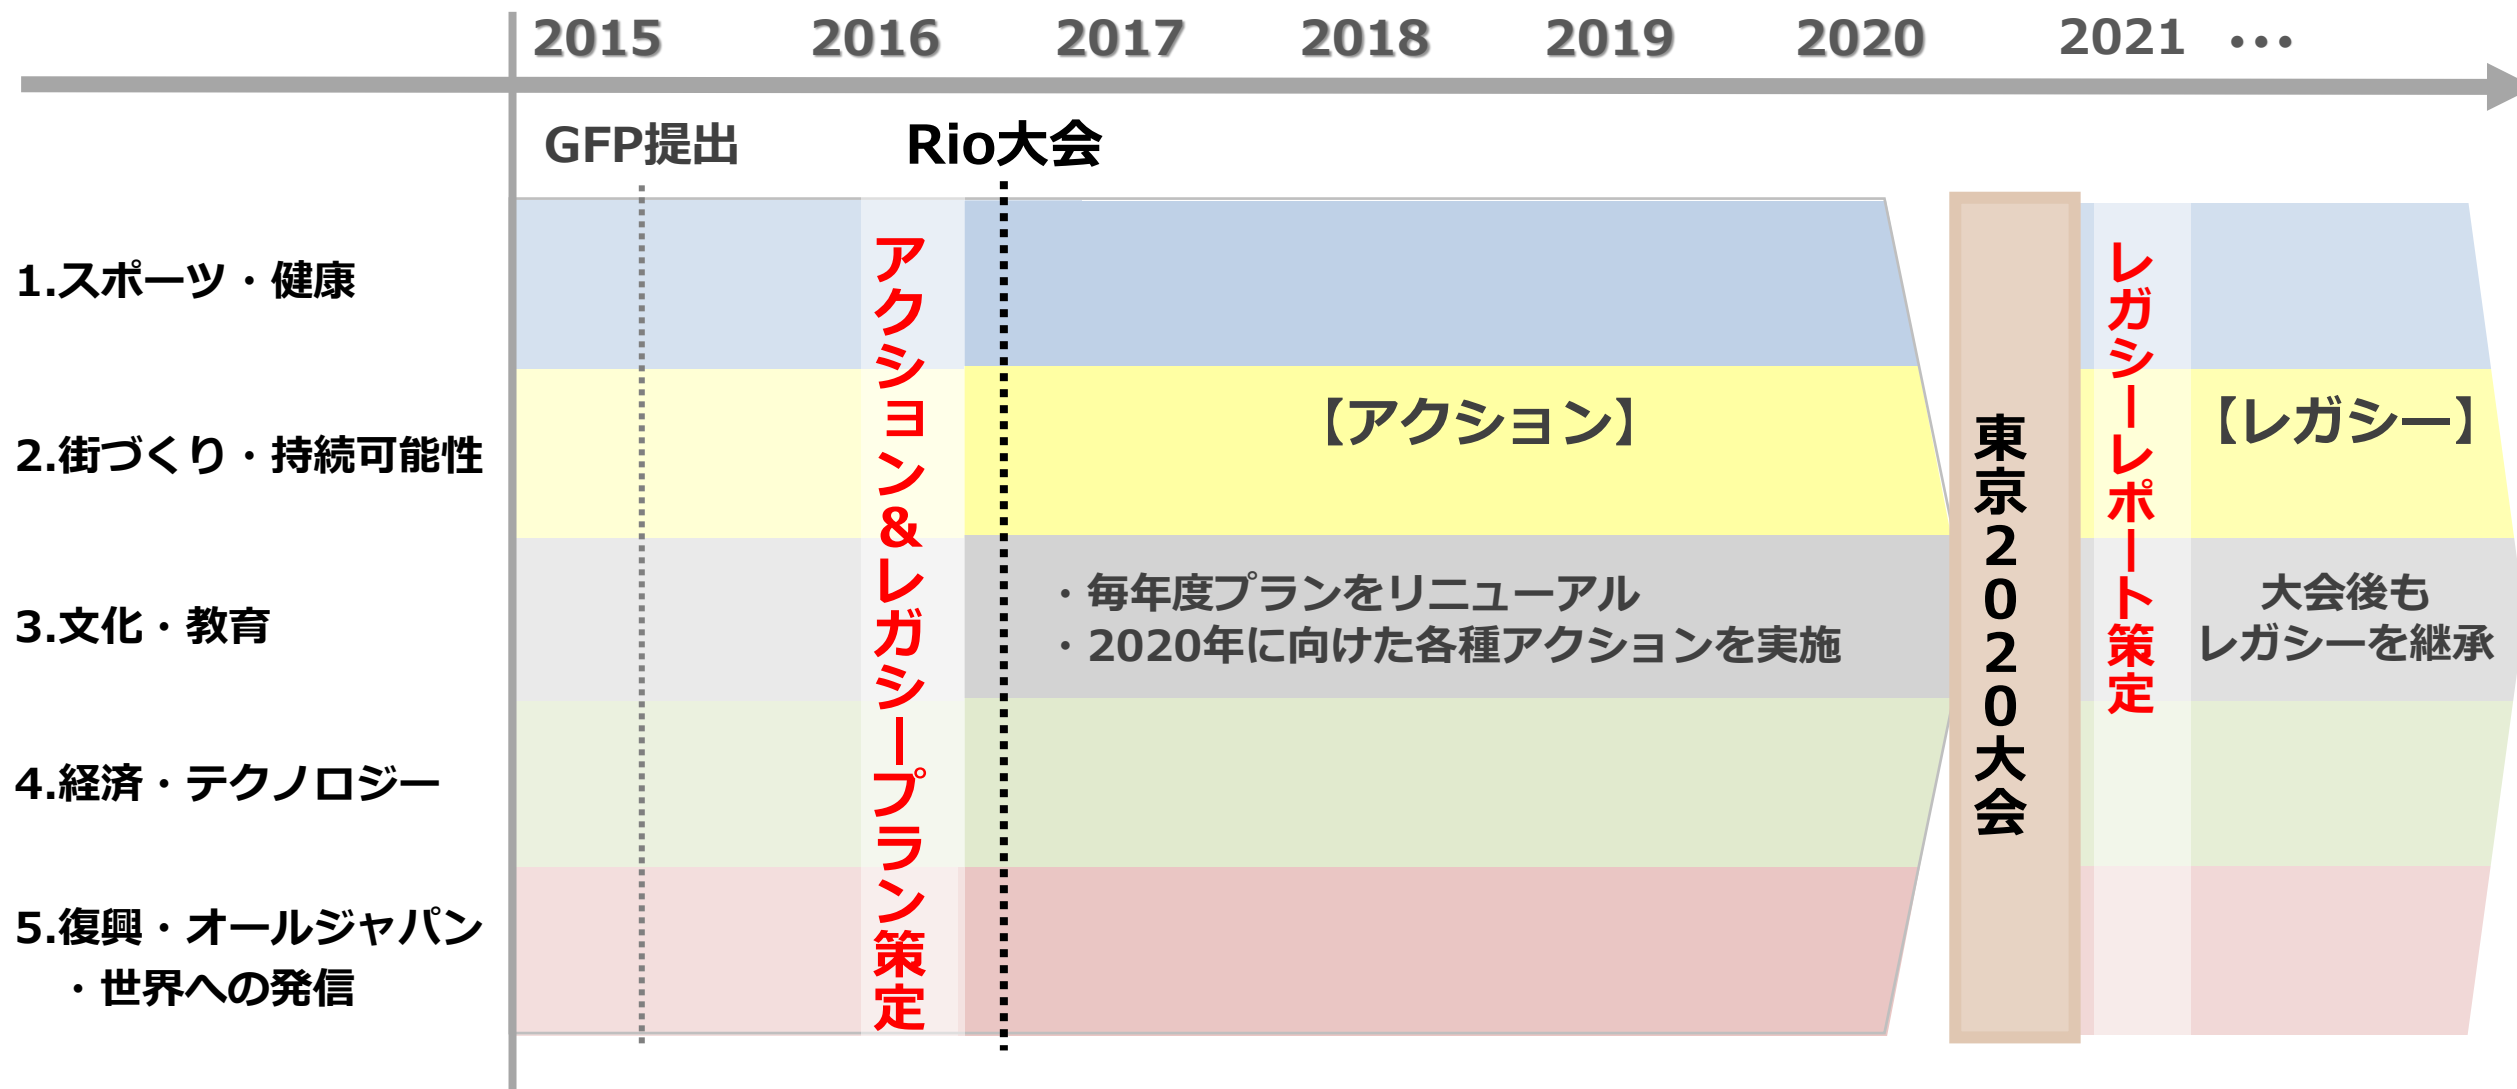 2015 2016 2017 2018 2019 2020 2021 ・・・
GFP提出
Rio大会
1.スポーツ・健康
2.街づくり・持続可能性
3.文化・教育
4.経済・テクノロジー
5.復興・オールジャパン
・世界への発信
アクション&レガシープラン策定
【アクション】
・毎年度プランをリニューアル
・2020年に向けた各種アクションを実施
東京2020大会
レガシーレポート策定
【レガシー】
大会後も
レガシーを継承